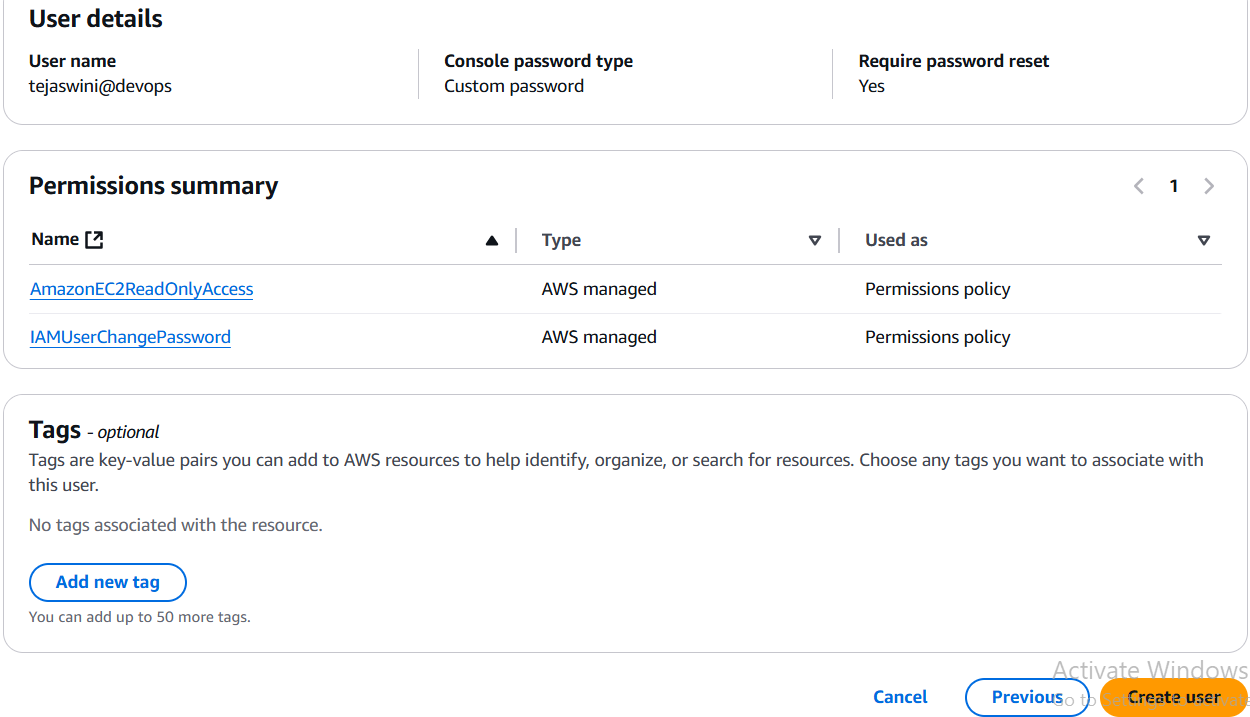 User details
User name Console password type Require password reset
tejaswini@devops Custom password Yes
Permissions summary 1
Name Type Used as
AmazonEC2ReadOnlyAccess AWS managed Permissions policy
IAMUserChangePassword AWS managed Permissions policy
Tags - optional
Tags are key-value pairs you can add to AWS resources to help identify, organize, or search for resources. Choose any tags you want to associate with
this user.
No tags associated with the resource.
Add new tag
You can add up to 50 more tags.
Activate Windows
Cancel Previous Create user
Go to